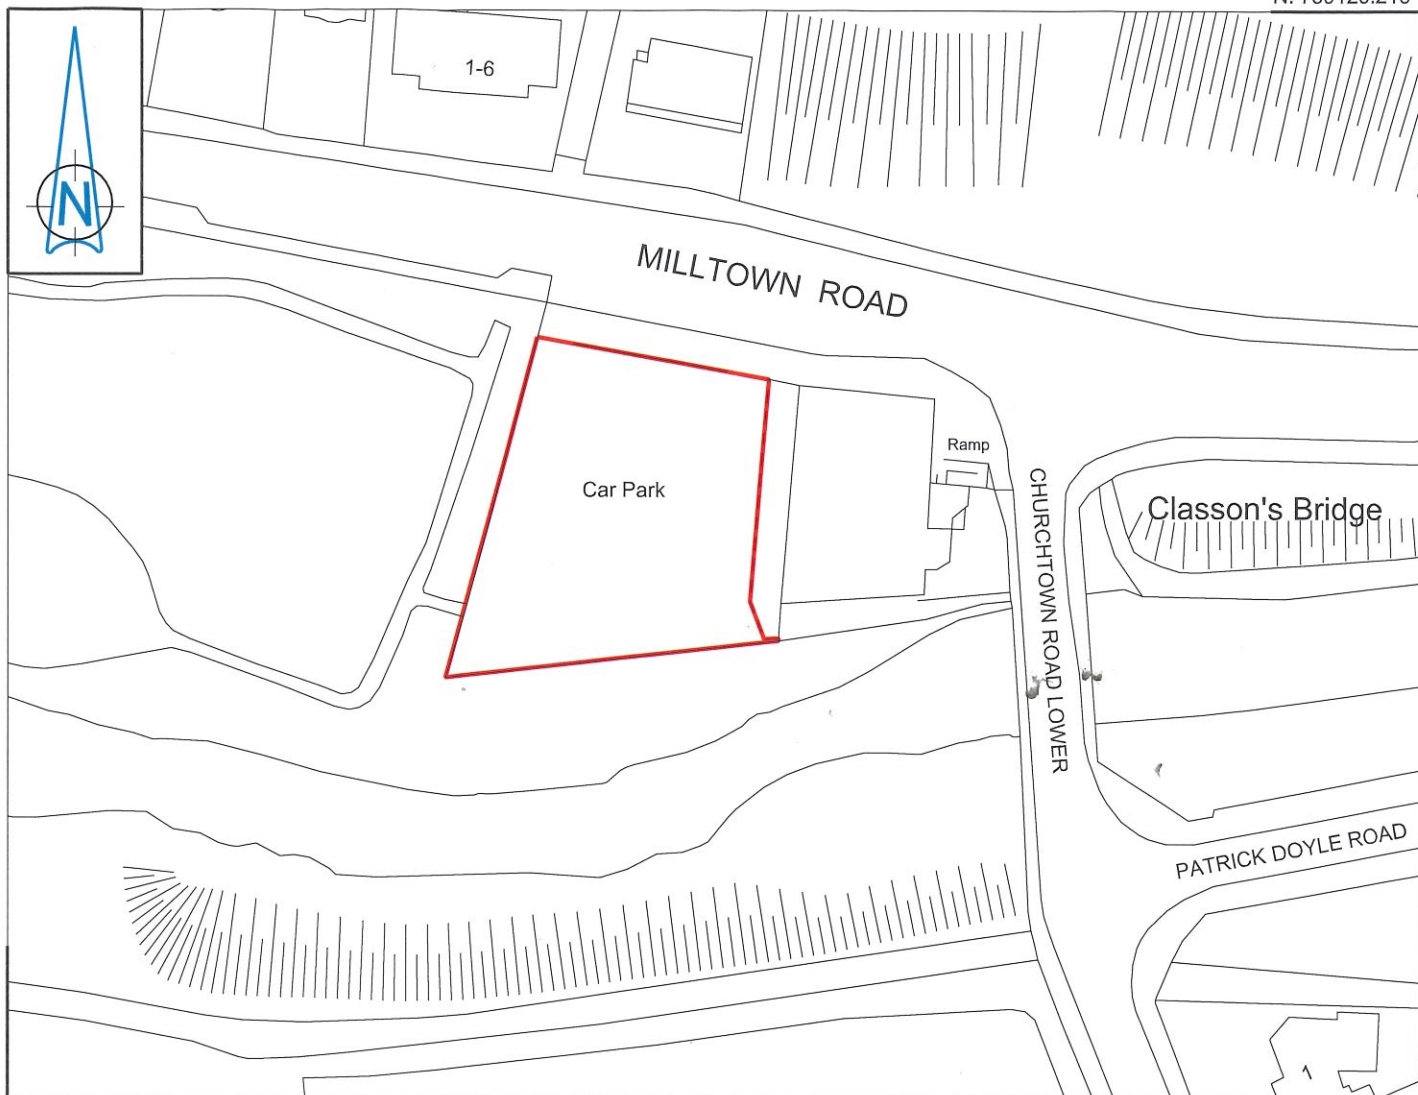 1-6
N
MILLTOWN ROAD
Ramp
Car Park
Classon's Bridge
CHURCHTOWN ROAD LOWER
PATRICK DOYLE ROAD
1